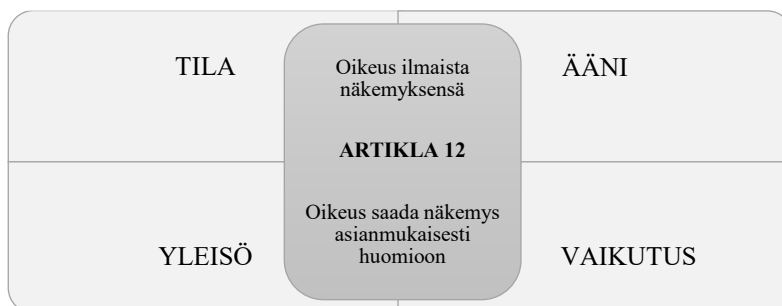 TILA
Oikeus ilmaista
näkemyksensä
ÄÄNI
ARTIKLA 12
Oikeus saada näkemys
asianmukaisesti
huomioon
YLEISÖ
VAIKUTUS